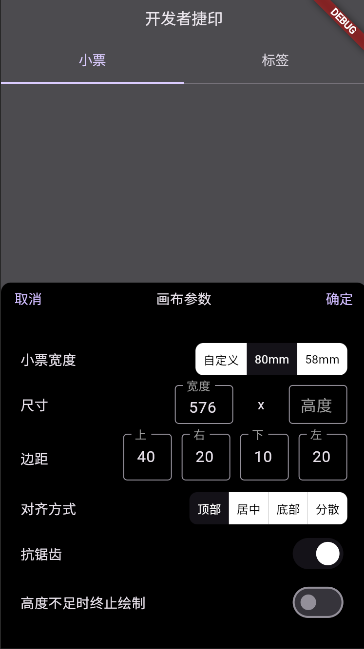 开发者捷印
DEBUG
小票 标签
取消 画布参数 确定
小票宽度 自定义 80mm 58mm
宽度
尺寸 576 x 高度
上 右 下 左
边距 40 20 10 20
对齐方式 顶部 居中 底部 分散
抗锯齿
高度不足时终止绘制